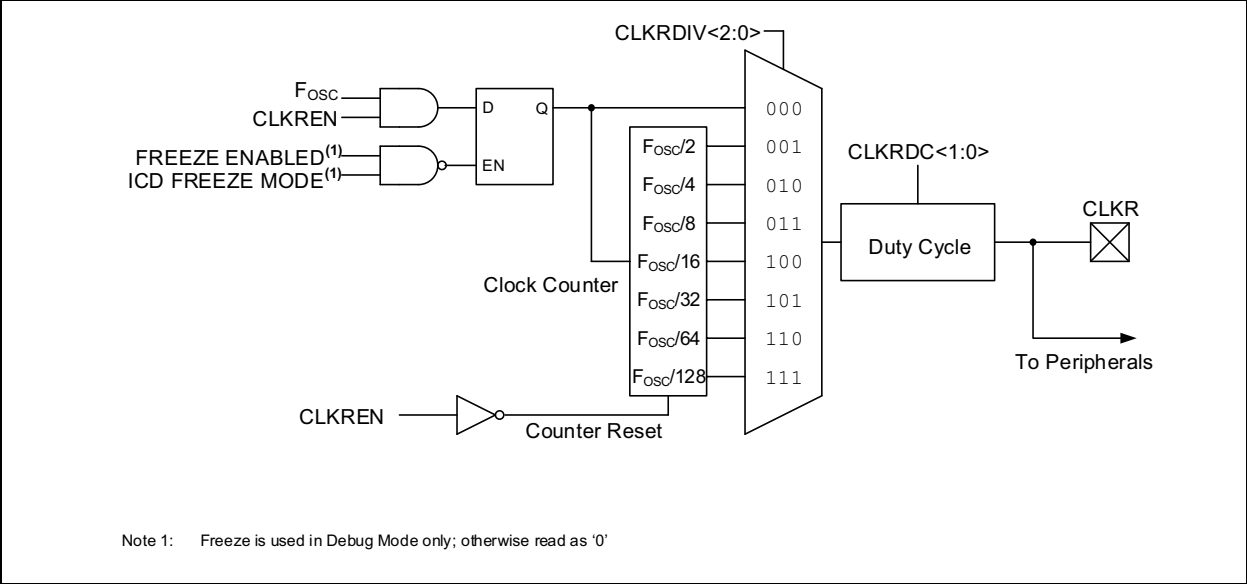 CLKRDIV<2:0>
FOSC
CLKREN
D Q
EN
FREEZE ENABLED(1)
ICD FREEZE MODE(1)
000
FOSC/2 001
FOSC/4 010
FOSC/8 011
FOSC/16 100
FOSC/32 101
FOSC/64 110
FOSC/128 111
Clock Counter
CLKRDC<1:0>
Duty Cycle
CLKR
To Peripherals
CLKREN
Counter Reset
Note 1: Freeze is used in Debug Mode only; otherwise read as ‘0’